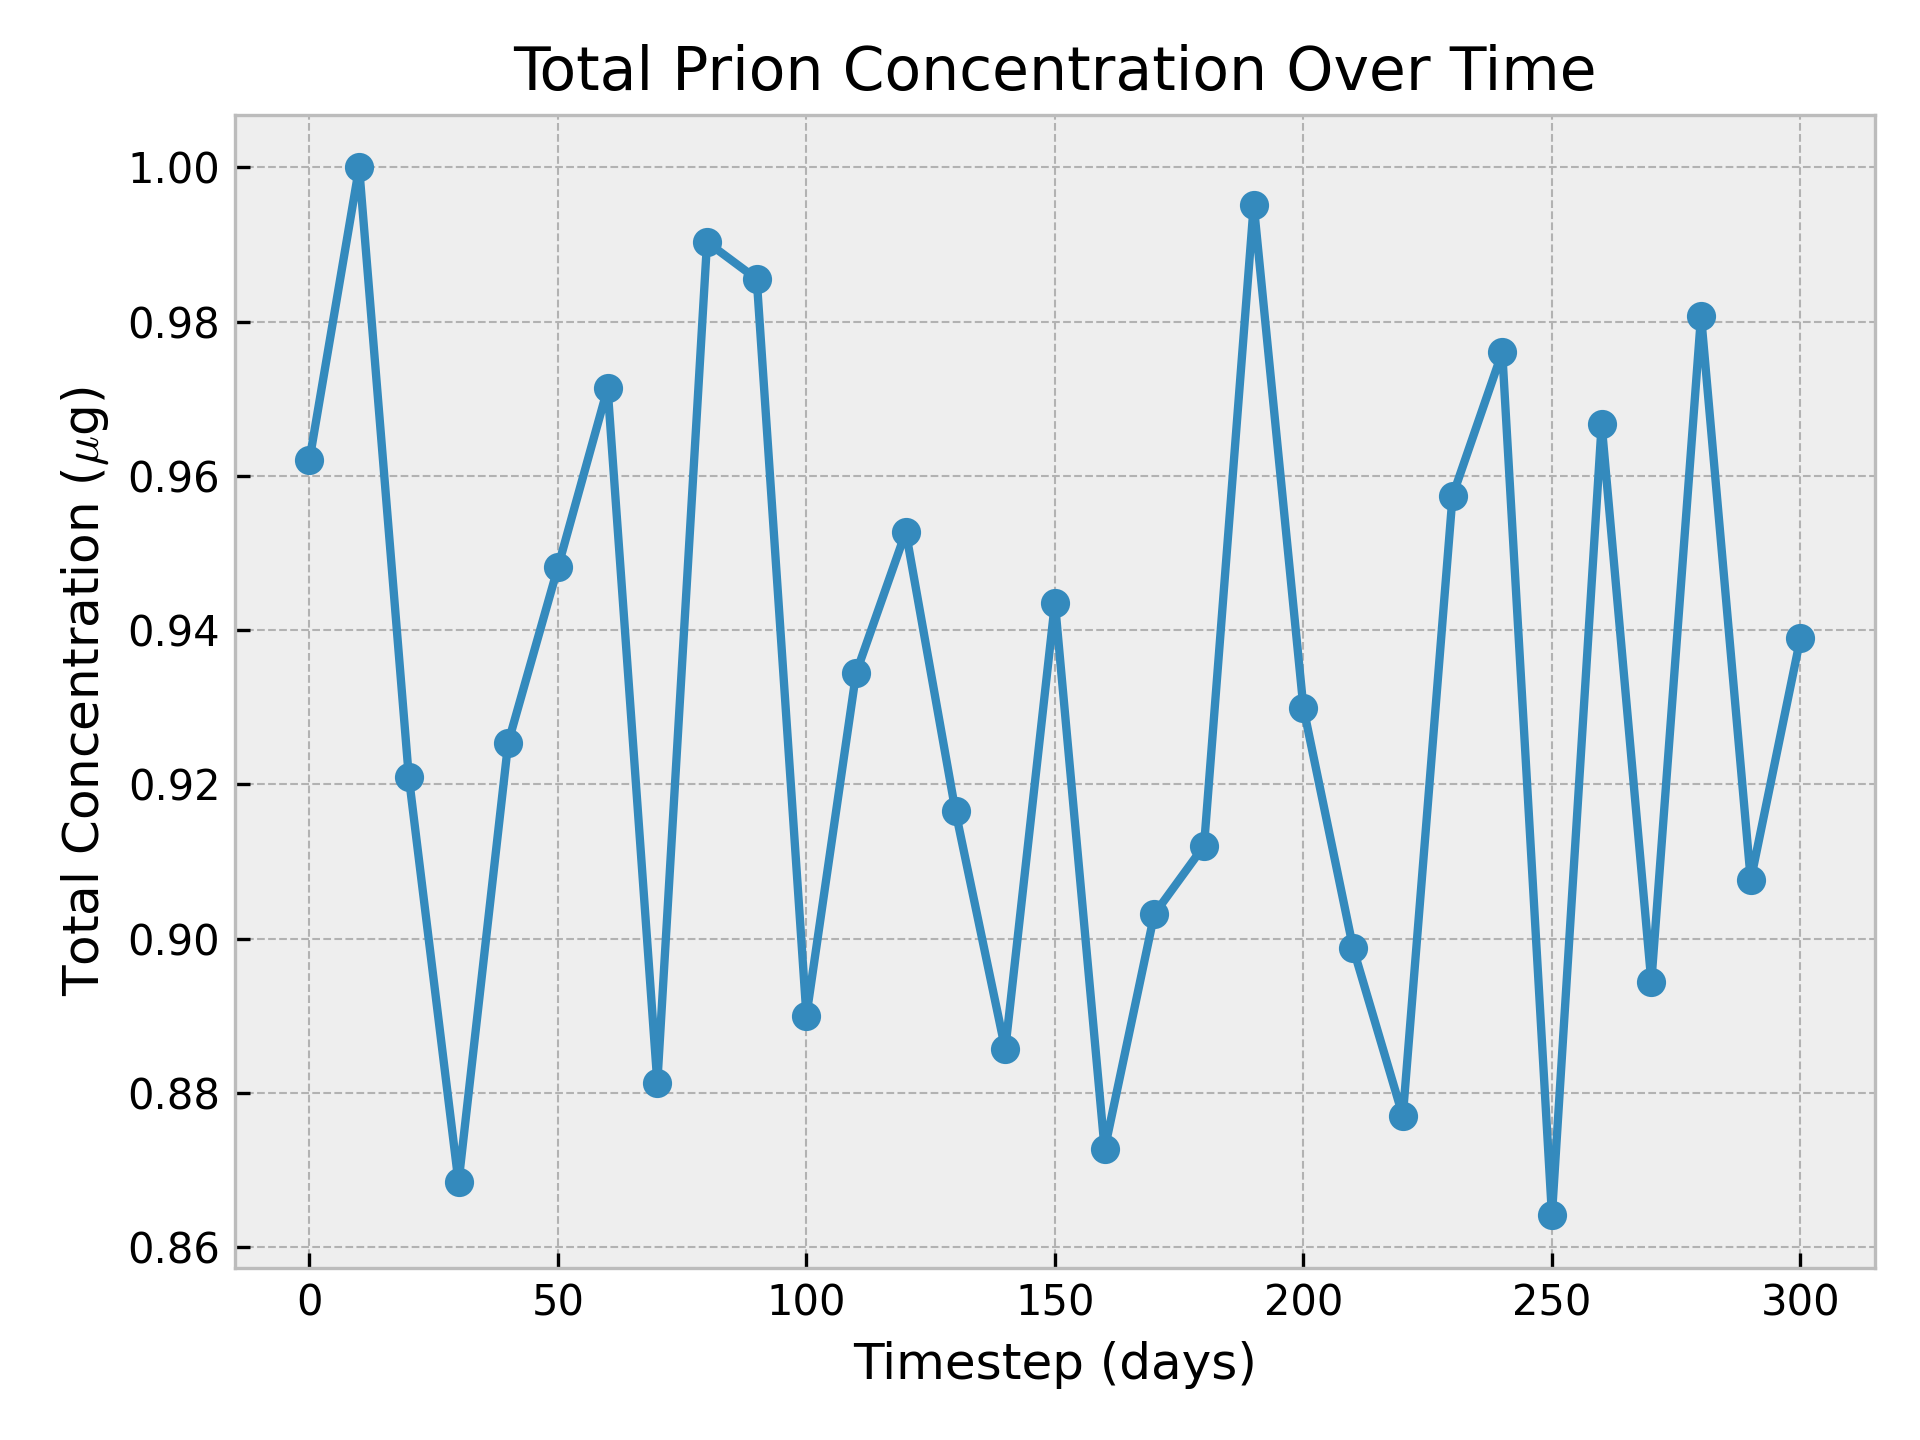 Total Prion Concentration Over Time
Total Concentration (μg)
1.00
0.98
0.96
0.94
0.92
0.90
0.88
0.86
0 50 100 150 200 250 300
Timestep (days)